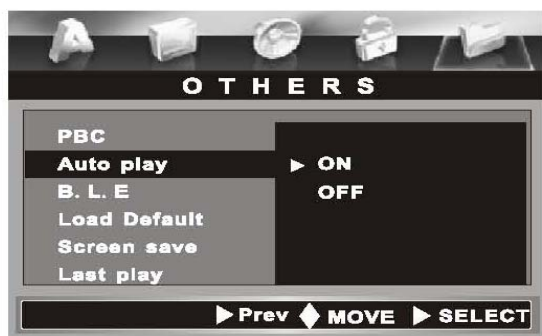 A
OTHERS
PBC
Auto play ▶ ON
B. L. E OFF
Load Default
Screen save
Last play
▶ Prev ◆ MOVE ▶ SELECT